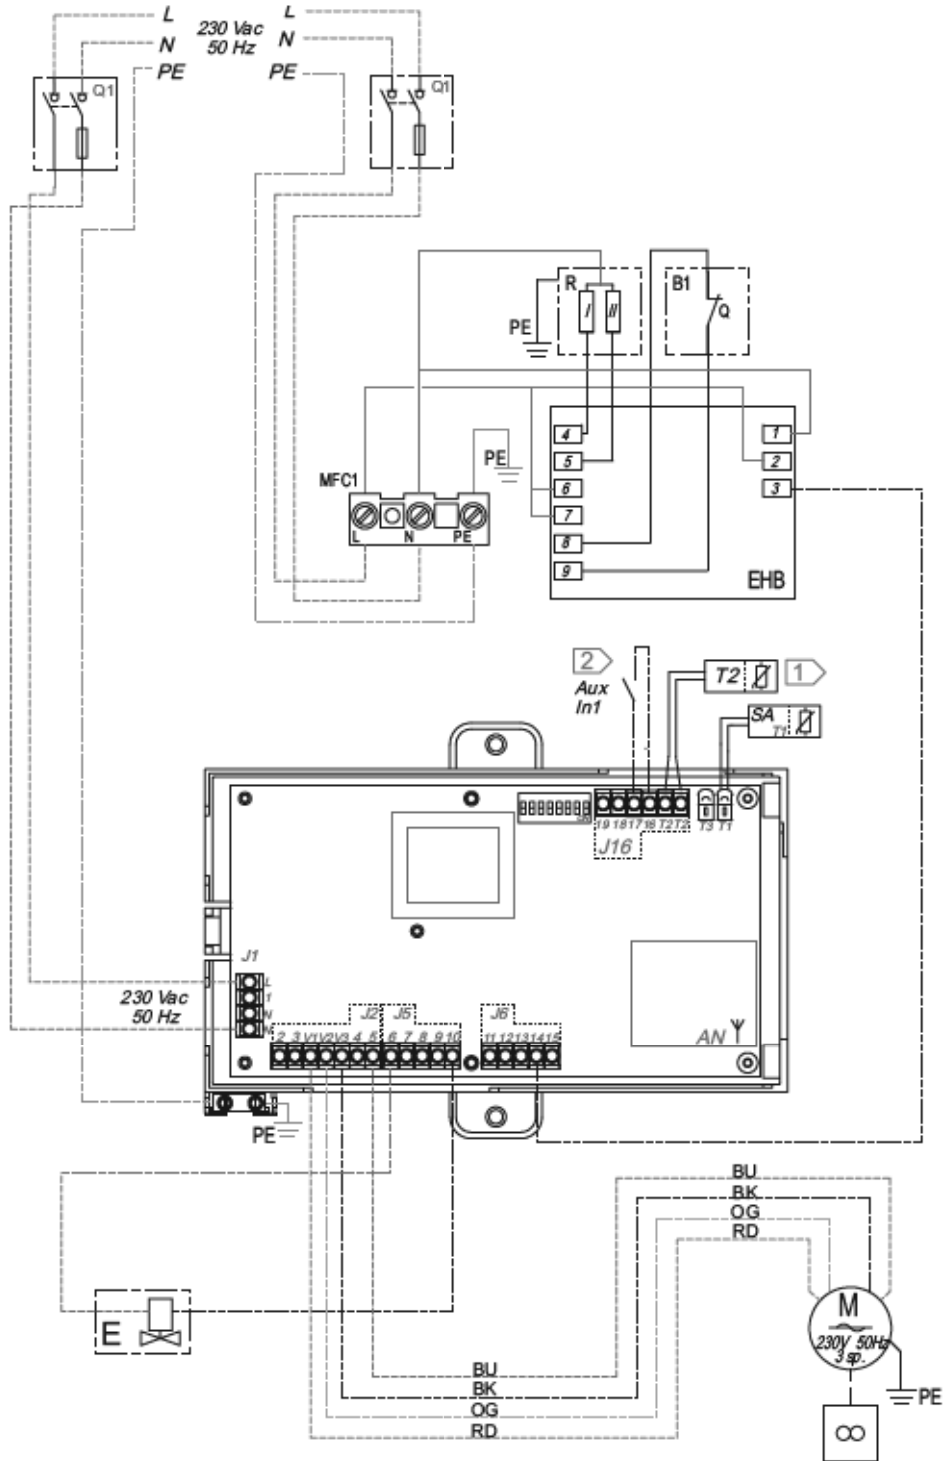 L
N
PE
230 Vac
50 Hz
L
N
PE
Q1
Q1
R
I
II
PE
B1
Q
4
5
6
7
8
9
1
2
3
EHB
PE
MFC1
L
N
PE
2
Aux
In1
T2
1
SA
T1
19 18 17 16 T2 T2
T3 T1
J16
J1
L
1
N
N
230 Vac
50 Hz
J2
J5
J6
2 3 V1 V2 V3 4 5 6 7 8 9 10
11 12 13 14 15
AN
PE
BU
BK
OG
RD
E
M
230V 50Hz
3 sp.
PE
BU
BK
OG
RD